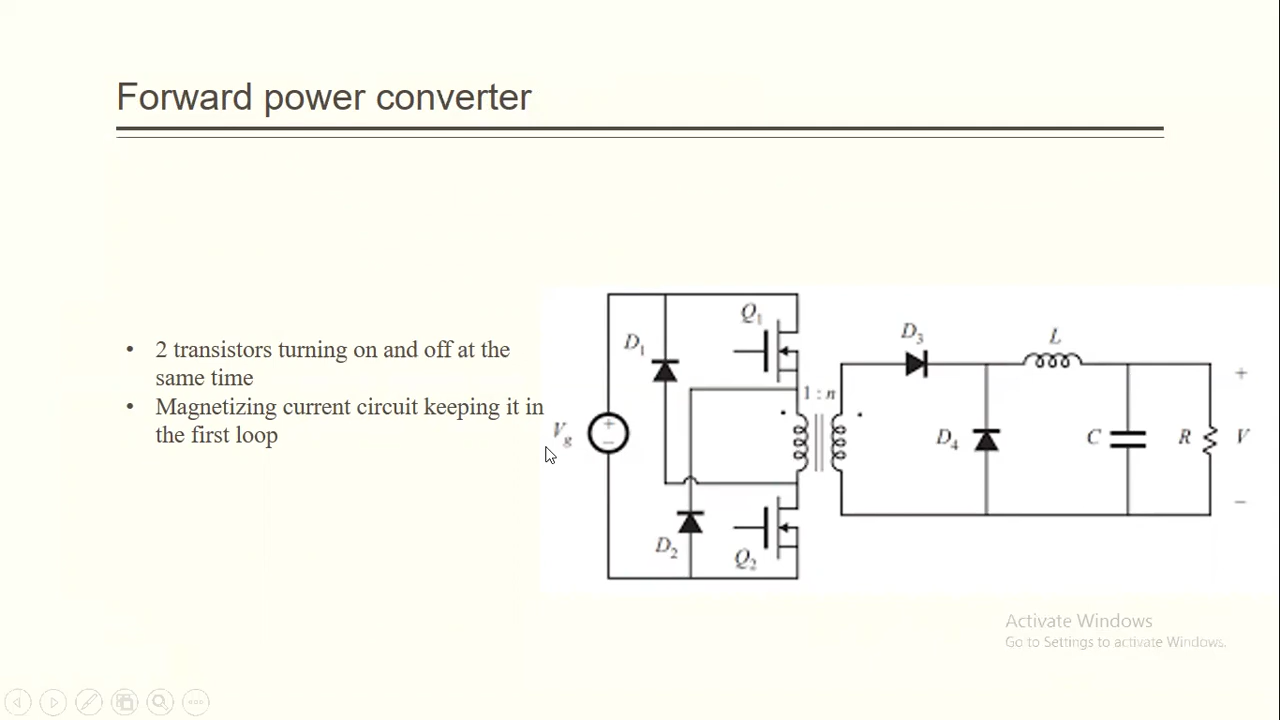 Forward power converter
• 2 transistors turning on and off at the
same time
• Magnetizing current circuit keeping it in
the first loop
Q₁
D₁
D₃
L
1 : n
V_g
+
−
D₄
C
R
+
V
−
D₂
Q₂
Activate Windows
Go to Settings to activate Windows.